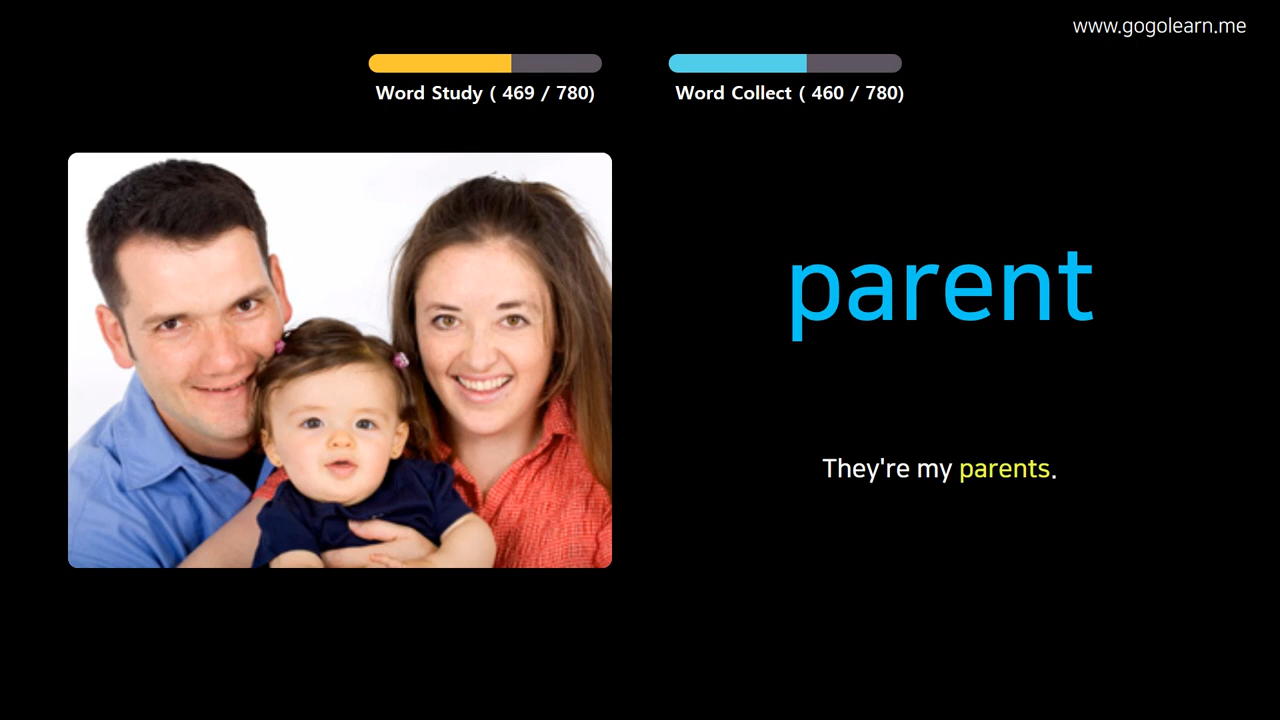 www.gogolearn.me
Word Study ( 469 / 780)
Word Collect ( 460 / 780)
parent
They're my parents.